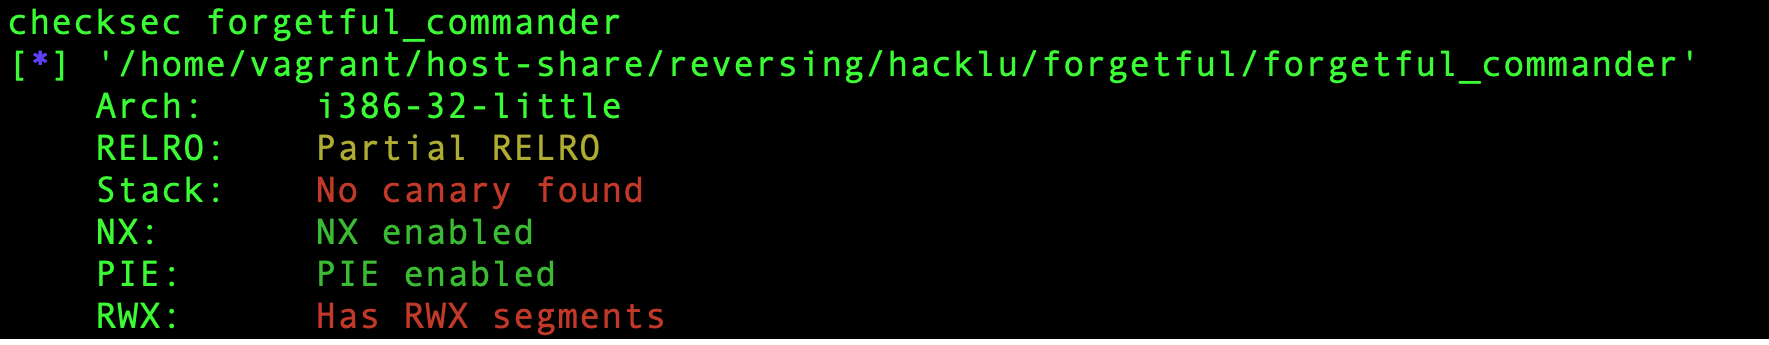 checksec forgetful_commander
[*] '/home/vagrant/host-share/reversing/hacklu/forgetful/forgetful_commander'
    Arch:     i386-32-little
    RELRO:    Partial RELRO
    Stack:    No canary found
    NX:       NX enabled
    PIE:      PIE enabled
    RWX:      Has RWX segments